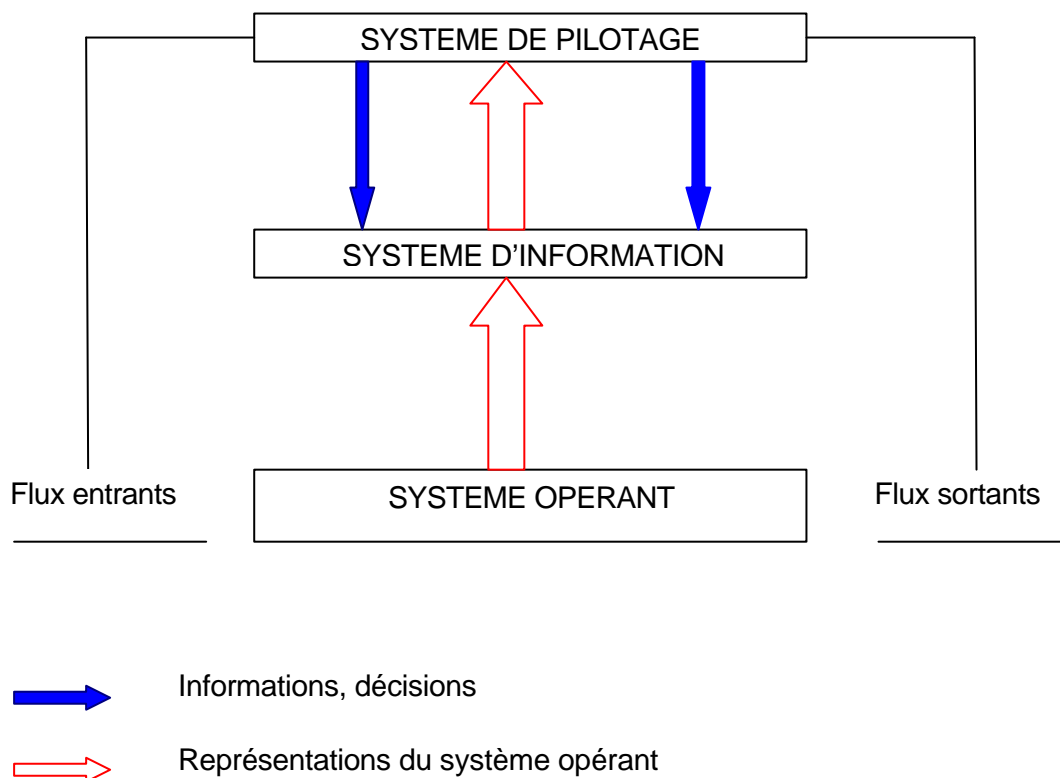 SYSTEME DE PILOTAGE
SYSTEME D'INFORMATION
Flux entrants
SYSTEME OPERANT
Flux sortants
Informations, décisions
Représentations du système opérant